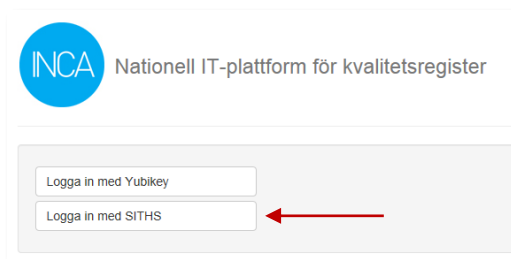 INCA
Nationell IT-plattform för kvalitetsregister
Logga in med Yubikey
Logga in med SITHS